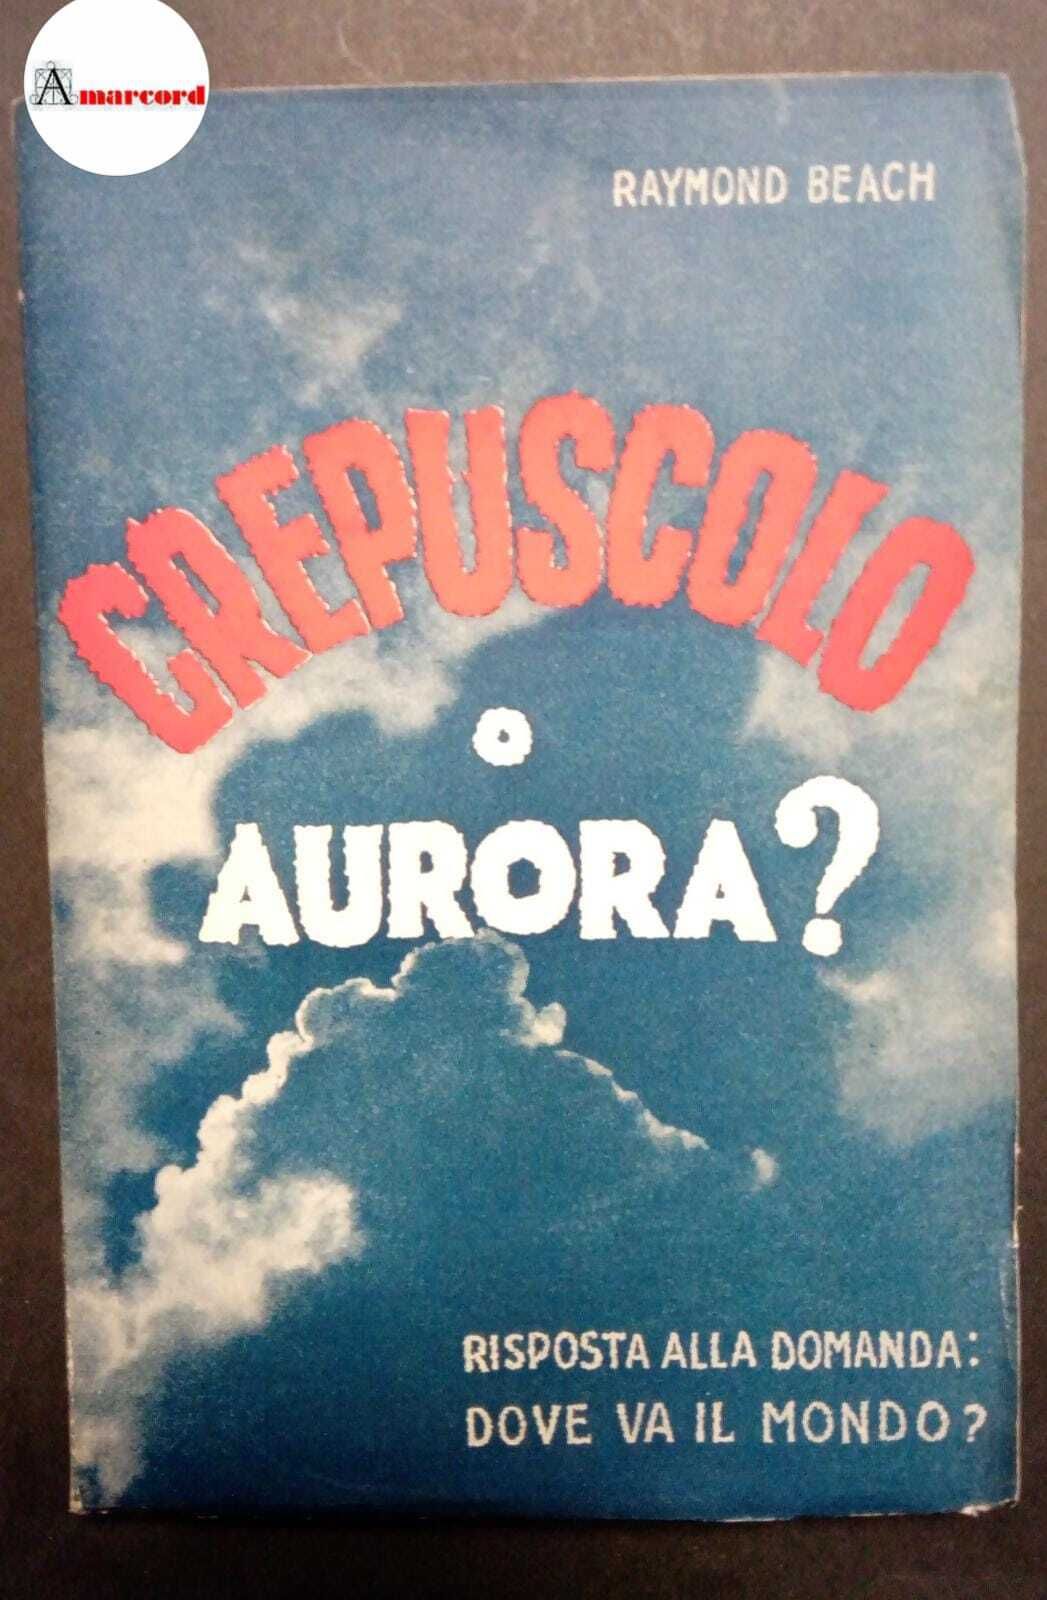 Amarcord
RAYMOND BEACH
CREPUSCOLO
o
AURORA?
RISPOSTA ALLA DOMANDA:
DOVE VA IL MONDO?